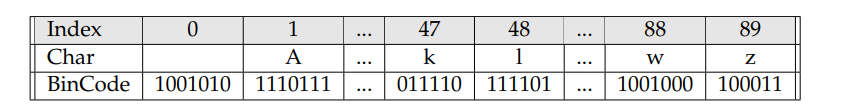 Index 0 1 ... 47 48 ... 88 89
Char A ... k l ... w z
BinCode 1001010 1110111 ... 011110 111101 ... 1001000 100011